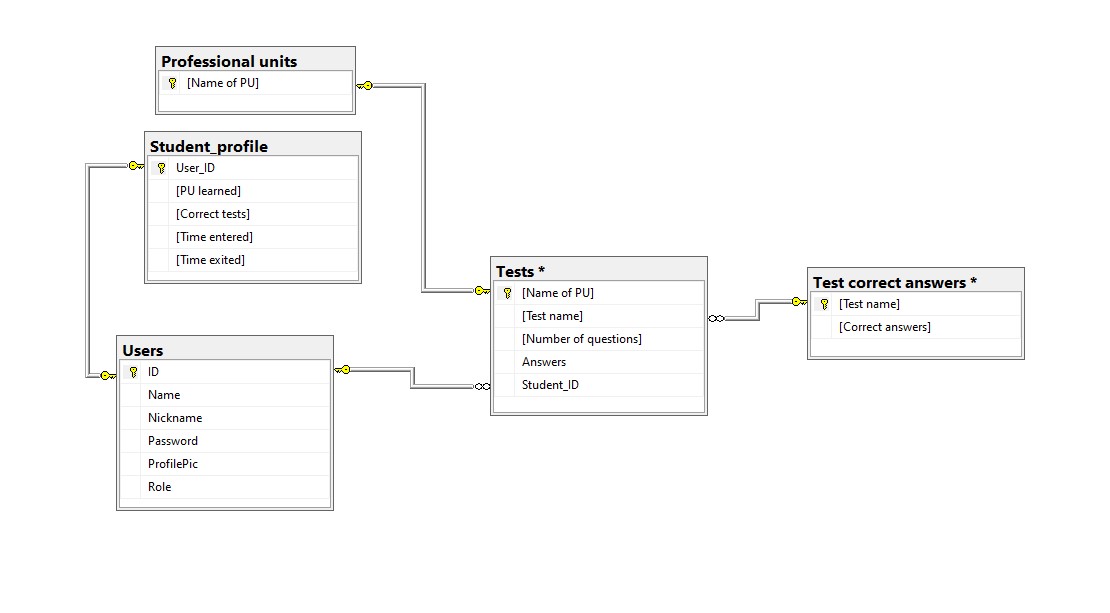 Professional units
[Name of PU]
Student_profile
User_ID
[PU learned]
[Correct tests]
[Time entered]
[Time exited]
Users
ID
Name
Nickname
Password
ProfilePic
Role
Tests *
[Name of PU]
[Test name]
[Number of questions]
Answers
Student_ID
Test correct answers *
[Test name]
[Correct answers]